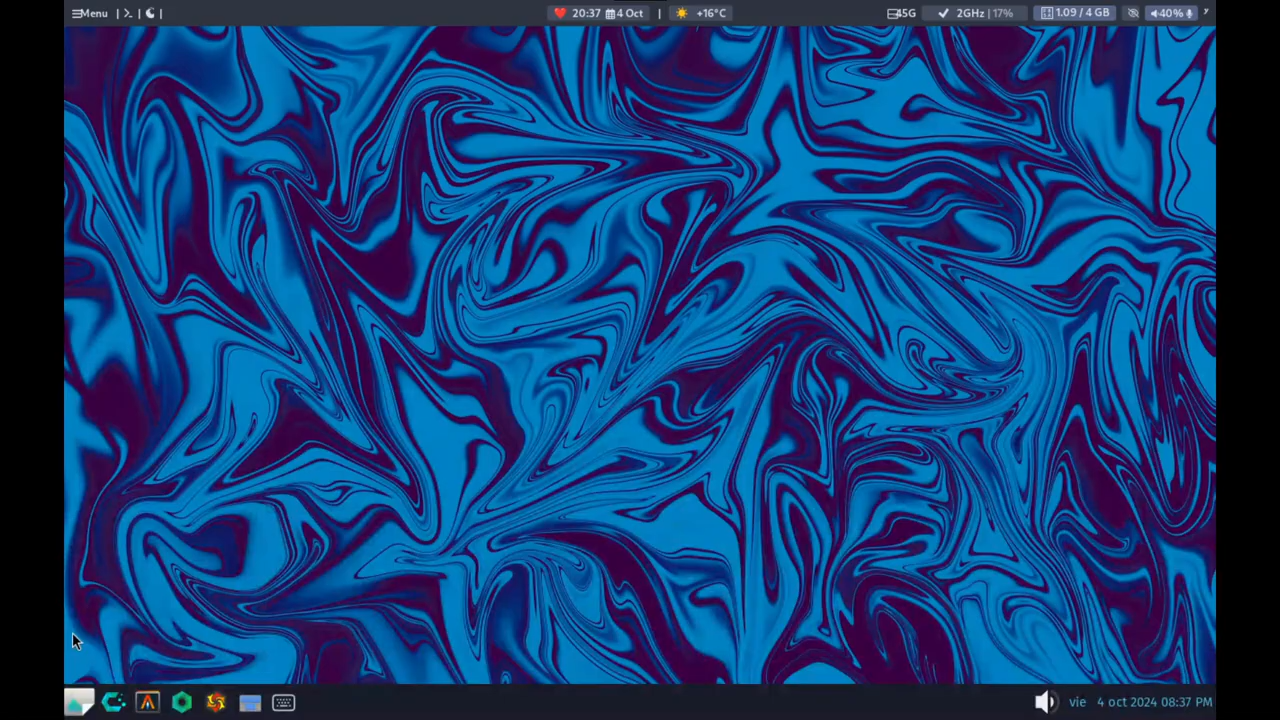 Menu | >_ | |
20:37 4 Oct | +16°C
45G 2GHz | 17% 1.09 / 4 GB 40%
vie 4 oct 2024 08:37 PM